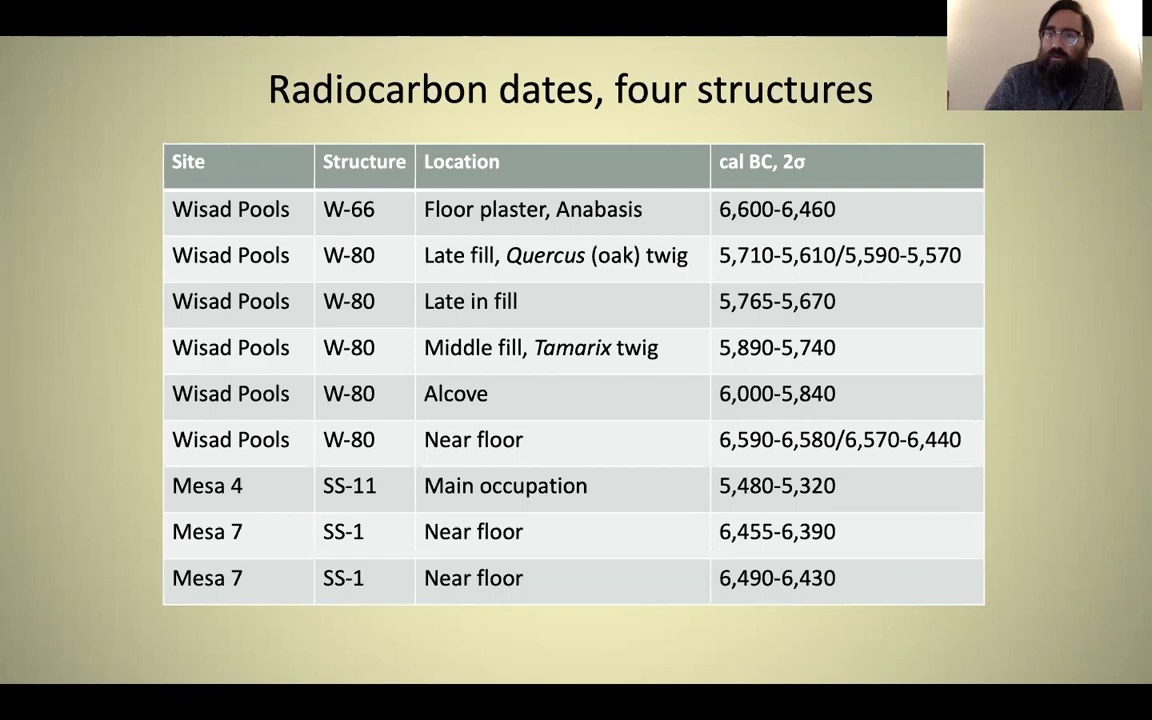 Radiocarbon dates, four structures
Site Structure Location cal BC, 2σ
Wisad Pools W-66 Floor plaster, Anabasis 6,600-6,460
Wisad Pools W-80 Late fill, Quercus (oak) twig 5,710-5,610/5,590-5,570
Wisad Pools W-80 Late in fill 5,765-5,670
Wisad Pools W-80 Middle fill, Tamarix twig 5,890-5,740
Wisad Pools W-80 Alcove 6,000-5,840
Wisad Pools W-80 Near floor 6,590-6,580/6,570-6,440
Mesa 4 SS-11 Main occupation 5,480-5,320
Mesa 7 SS-1 Near floor 6,455-6,390
Mesa 7 SS-1 Near floor 6,490-6,430